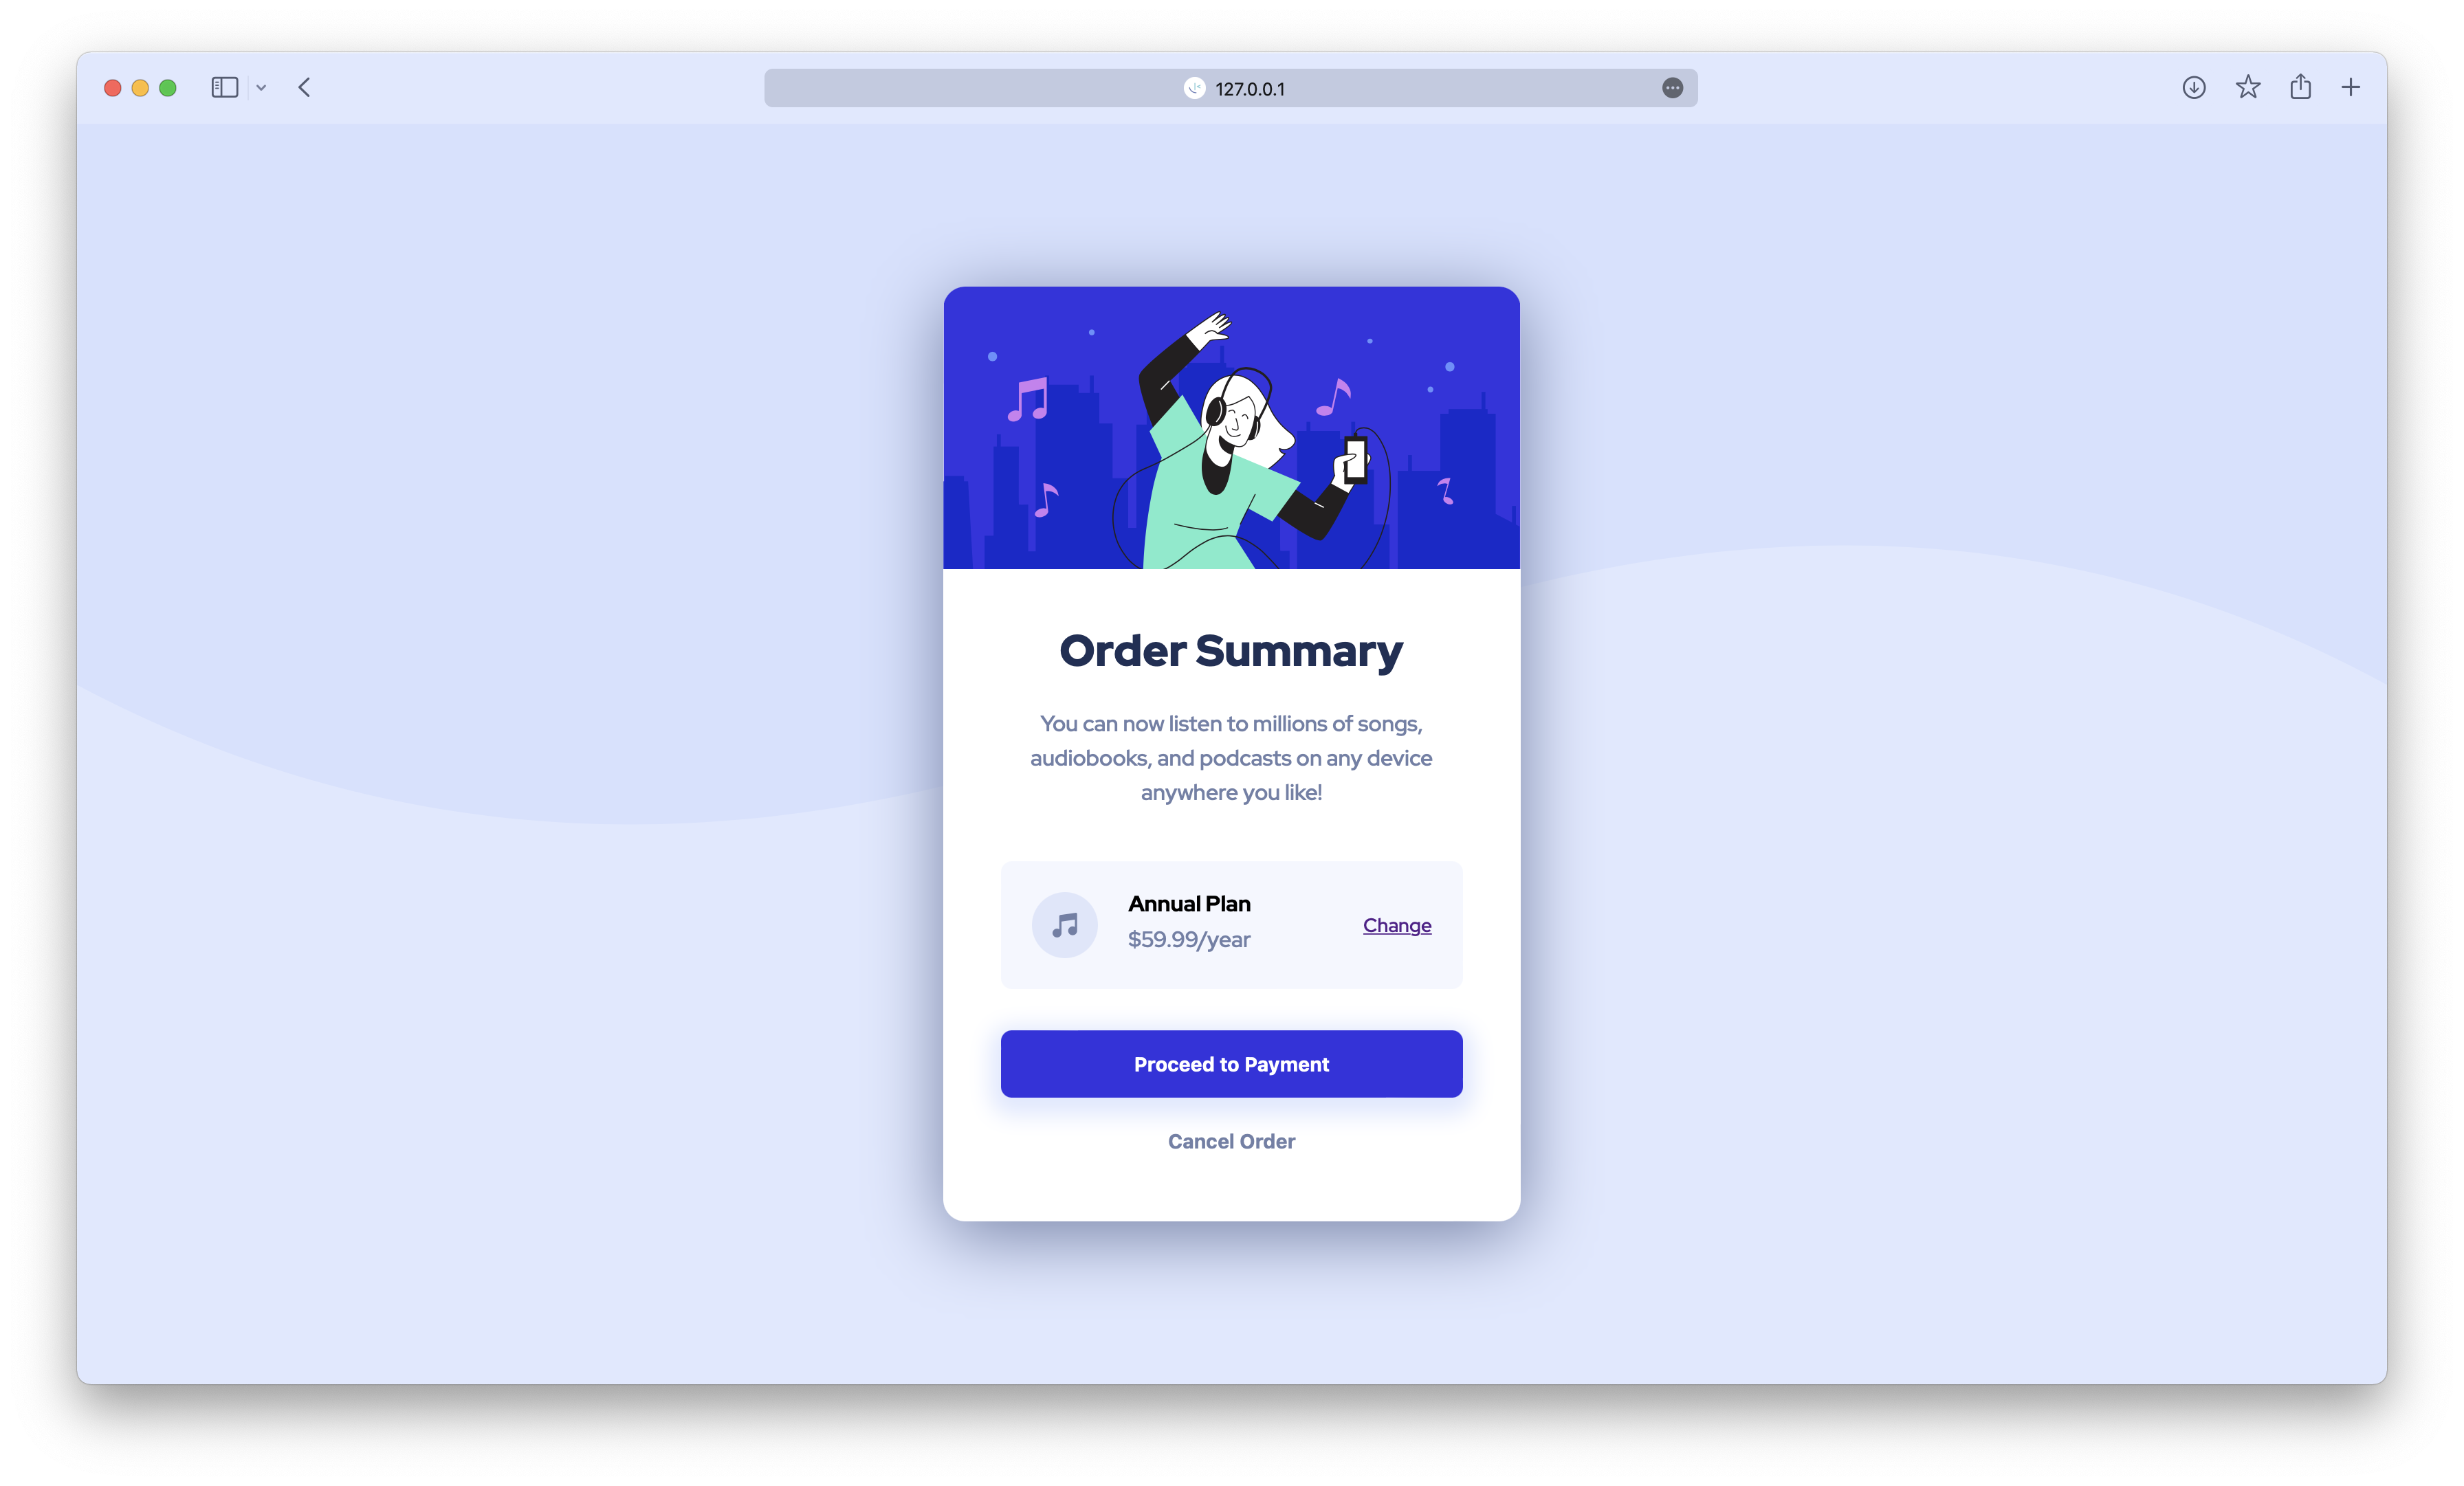 127.0.0.1
Order Summary
You can now listen to millions of songs,
audiobooks, and podcasts on any device
anywhere you like!
Annual Plan
$59.99/year
Change
Proceed to Payment
Cancel Order